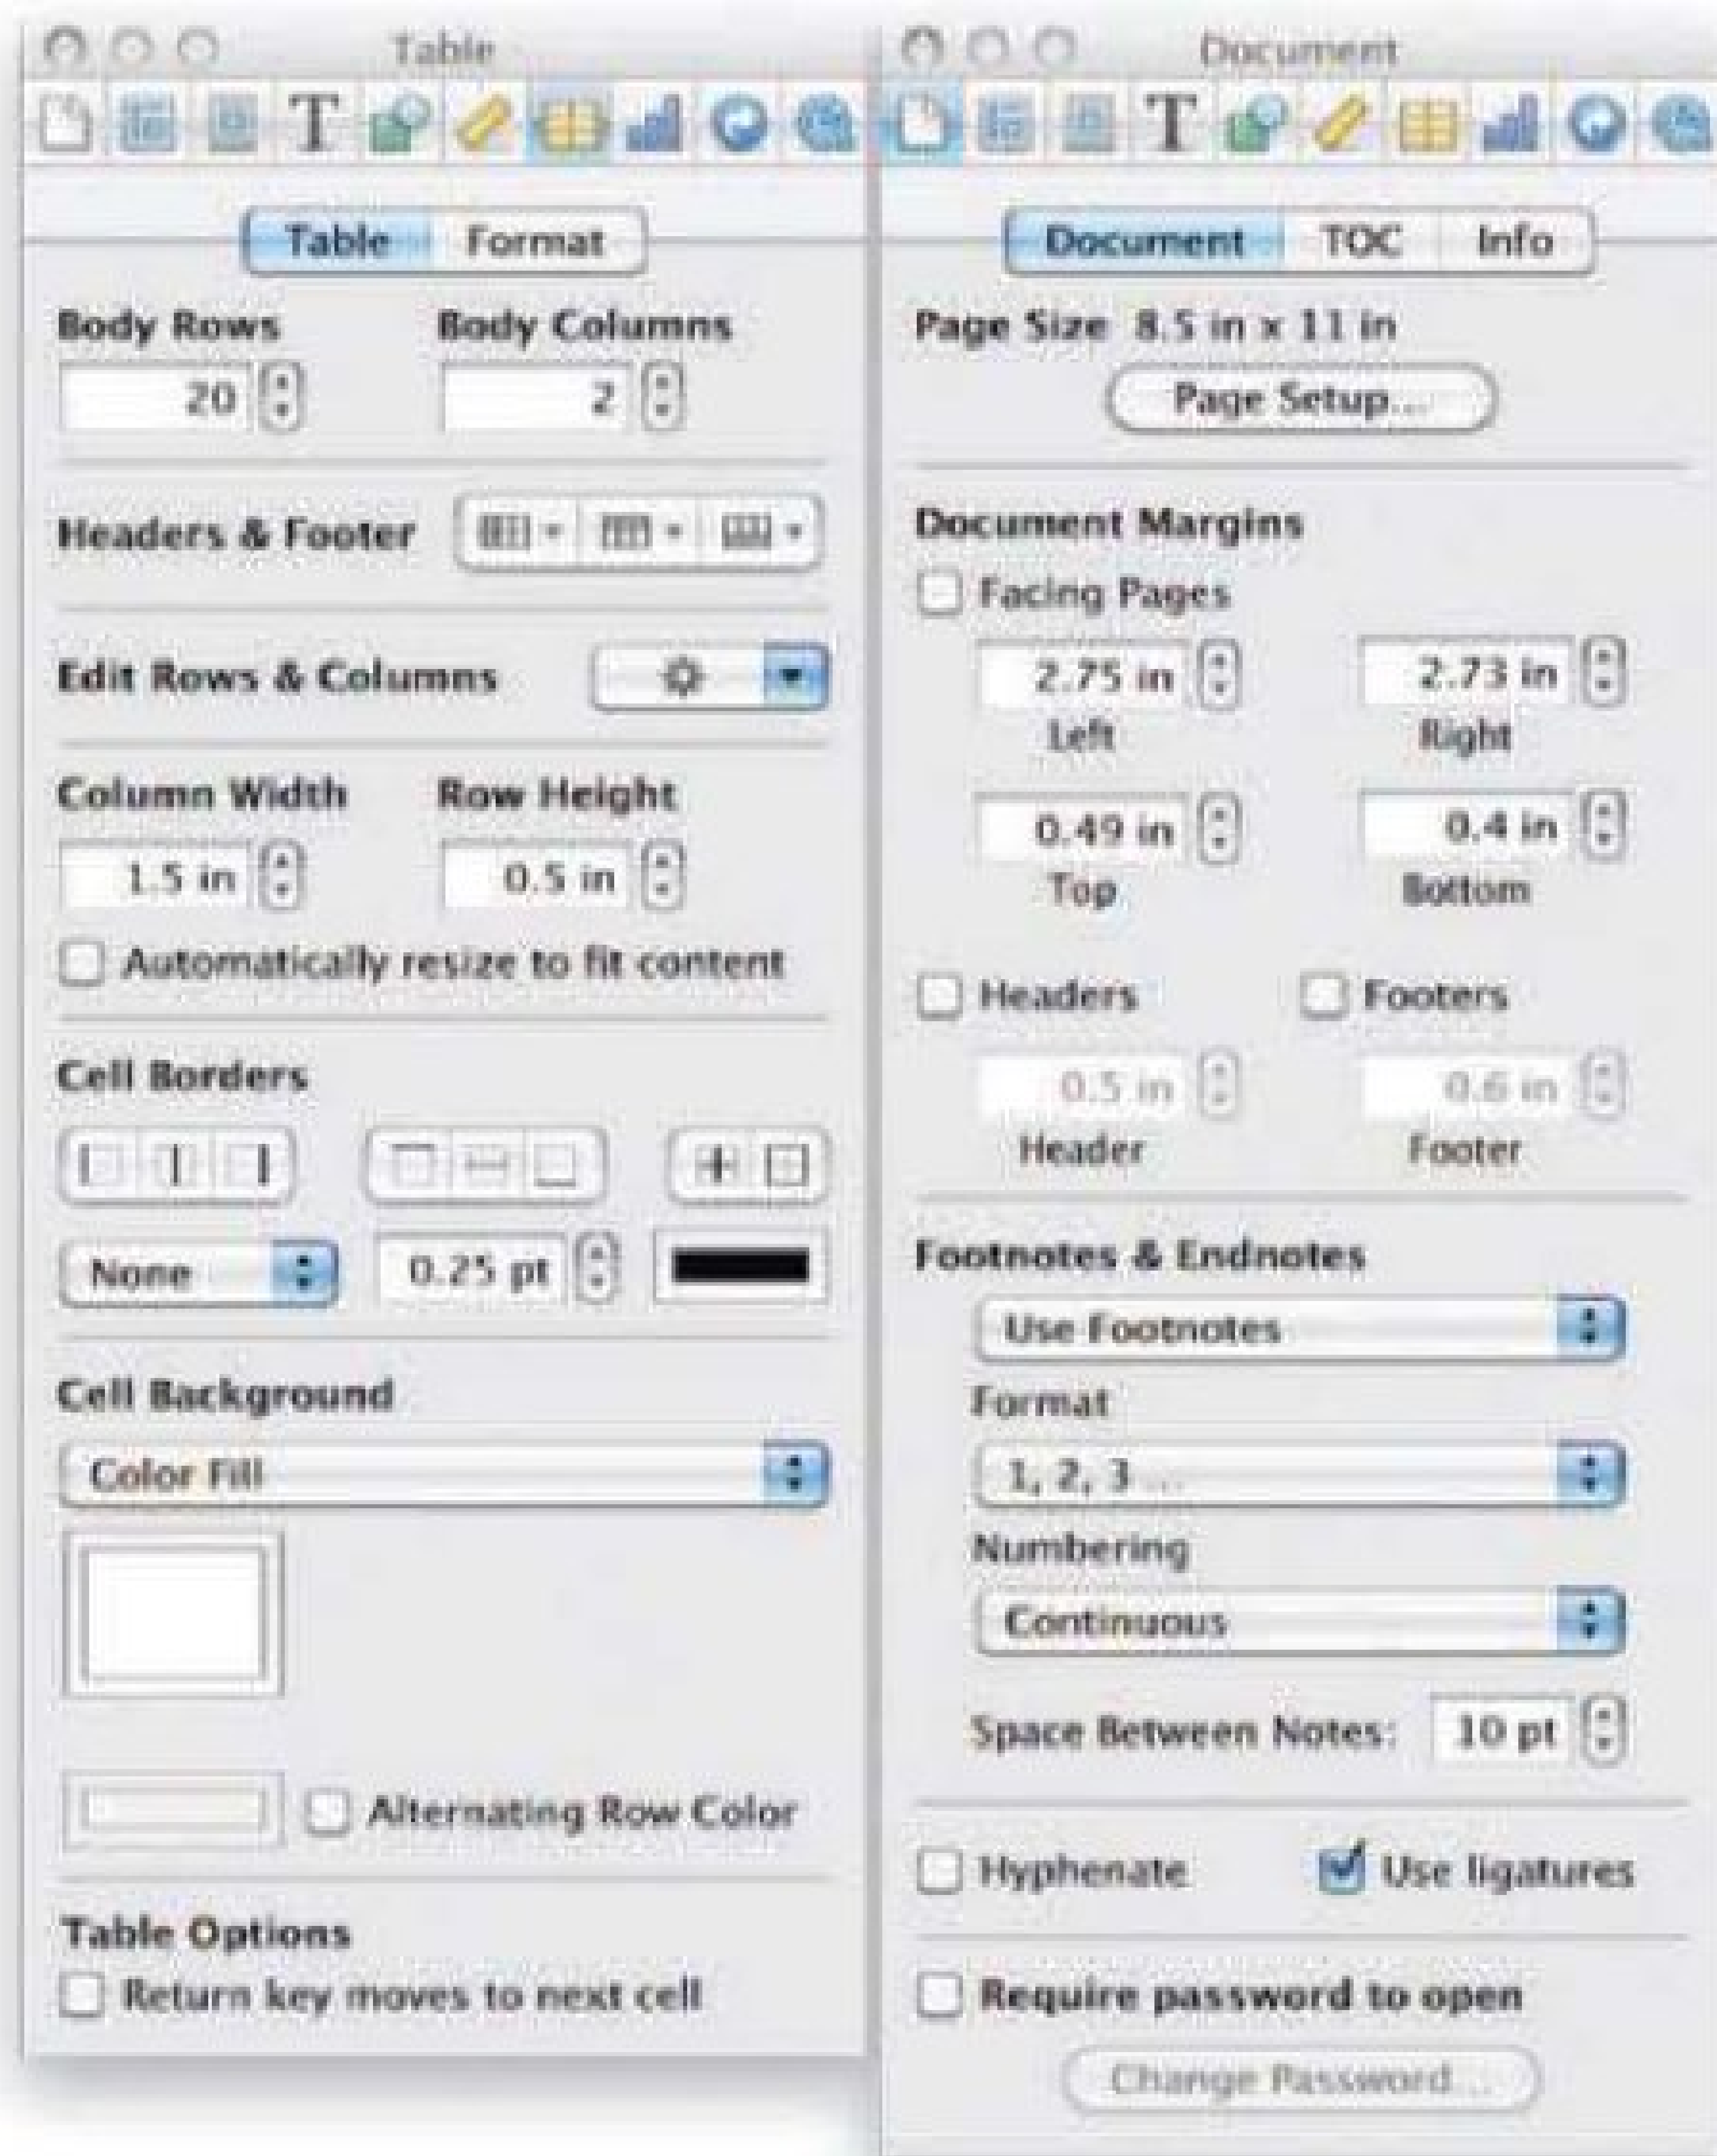 Table
Table Format
Body Rows Body Columns
20 2
Headers & Footer
Edit Rows & Columns
Column Width Row Height
1.5 in 0.5 in
Automatically resize to fit content
Cell Borders
None 0.25 pt
Cell Background
Color Fill
Alternating Row Color
Table Options
Return key moves to next cell
Document
Document TOC Info
Page Size 8.5 in x 11 in
Page Setup...
Document Margins
Facing Pages
2.75 in 2.73 in
Left Right
0.49 in 0.4 in
Top Bottom
Headers Footers
0.5 in 0.6 in
Header Footer
Footnotes & Endnotes
Use Footnotes
Format
1, 2, 3 ...
Numbering
Continuous
Space Between Notes: 10 pt
Hyphenate Use ligatures
Require password to open
Change Password...